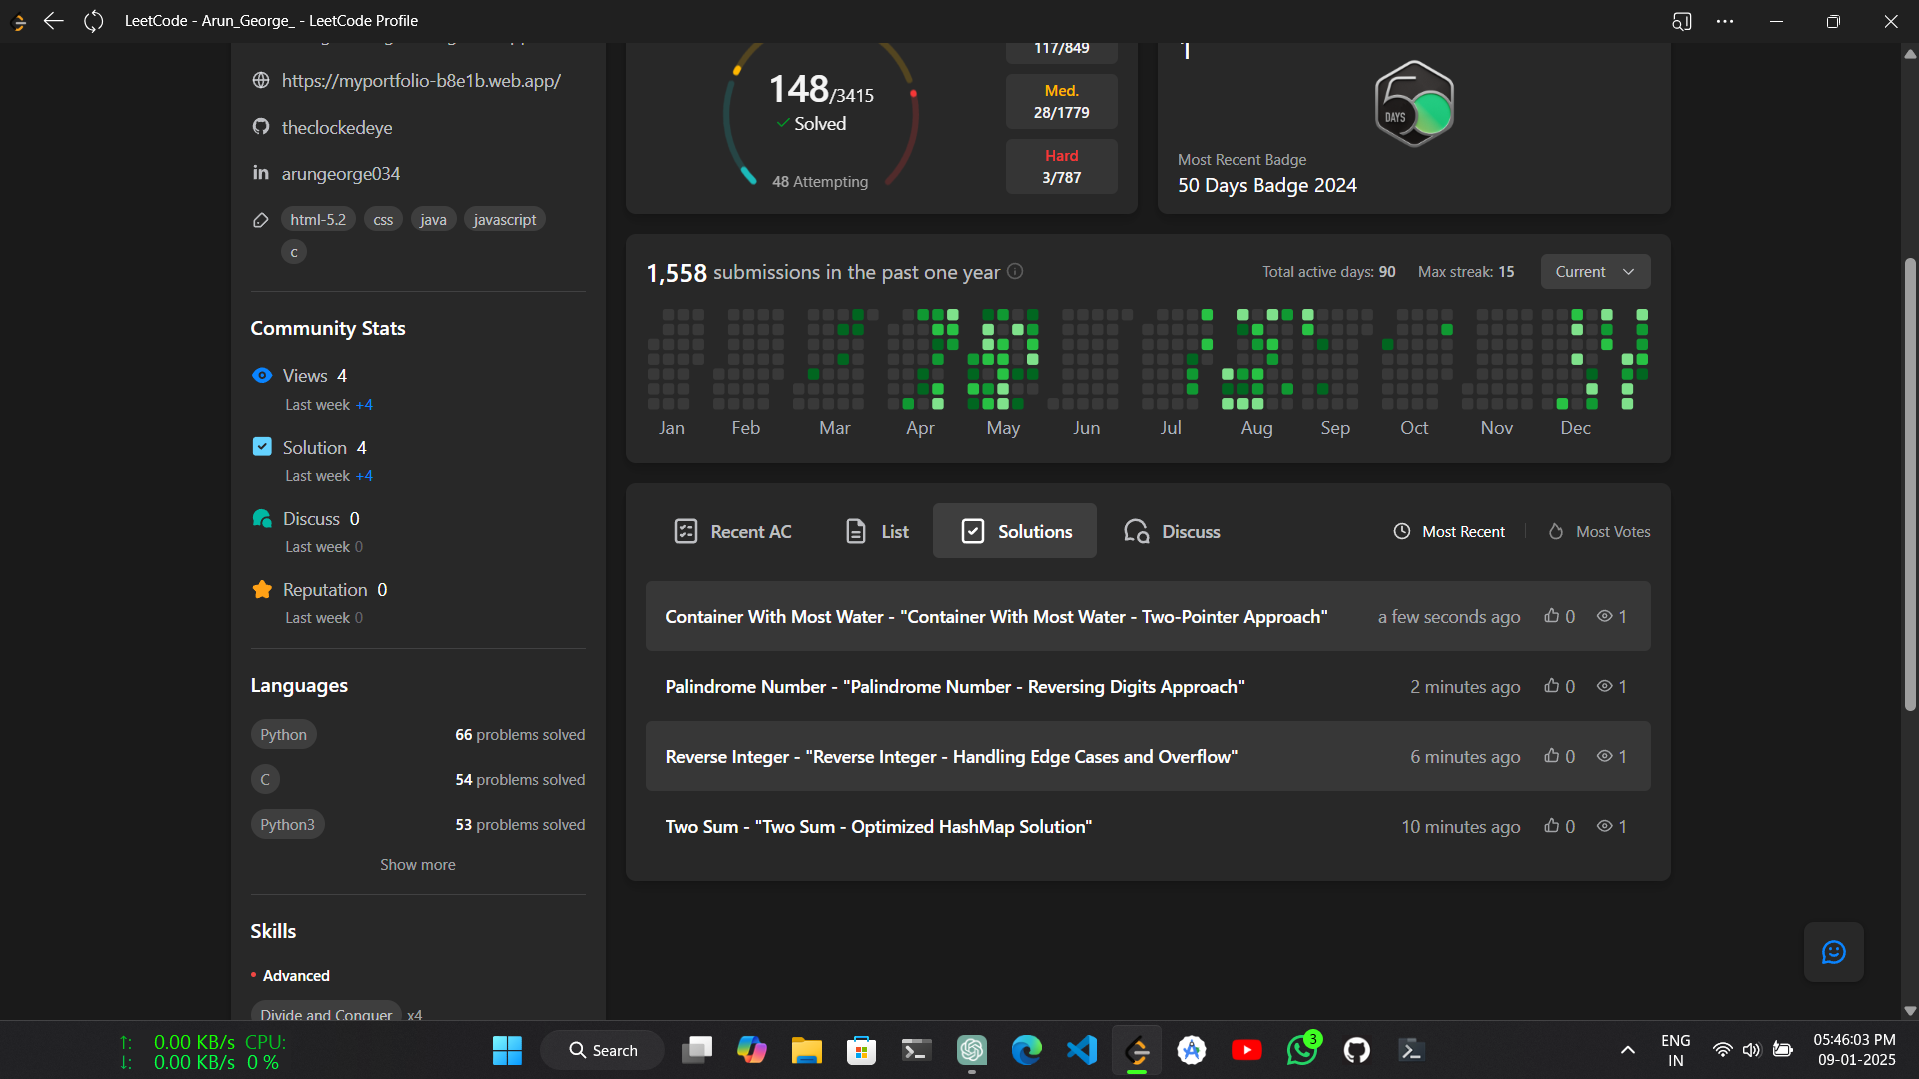 LeetCode - Arun_George_ - LeetCode Profile
https://myportfolio-b8e1b.web.app/
theclockedeye
arungeorge034
html-5.2 css java javascript
c
Community Stats
Views 4
Last week +4
Solution 4
Last week +4
Discuss 0
Last week 0
Reputation 0
Last week 0
Languages
Python 66 problems solved
C 54 problems solved
Python3 53 problems solved
Show more
Skills
Advanced
Divide and Conquer x4
148/3415
Solved
48 Attempting
117/849
Med.
28/1779
Hard
3/787
1
50 DAYS
Most Recent Badge
50 Days Badge 2024
1,558 submissions in the past one year
Total active days: 90 Max streak: 15 Current
Jan Feb Mar Apr May Jun Jul Aug Sep Oct Nov Dec
Recent AC List Solutions Discuss Most Recent Most Votes
Container With Most Water - "Container With Most Water - Two-Pointer Approach" a few seconds ago 0 1
Palindrome Number - "Palindrome Number - Reversing Digits Approach" 2 minutes ago 0 1
Reverse Integer - "Reverse Integer - Handling Edge Cases and Overflow" 6 minutes ago 0 1
Two Sum - "Two Sum - Optimized HashMap Solution" 10 minutes ago 0 1
↑: 0.00 KB/s CPU:
↓: 0.00 KB/s 0 %
Search
3
ENG
IN
05:46:03 PM
09-01-2025